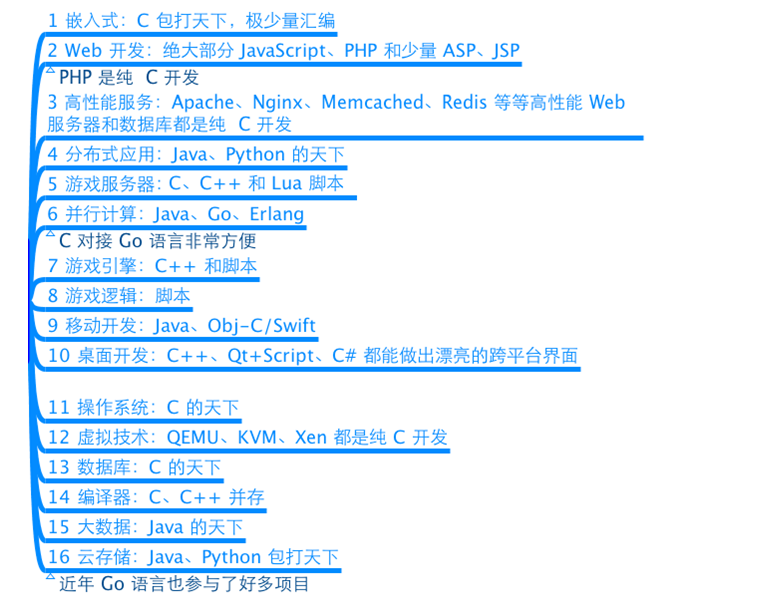 1 嵌入式：C 包打天下，极少量汇编
2 Web 开发：绝大部分 JavaScript、PHP 和少量 ASP、JSP
PHP 是纯 C 开发
3 高性能服务：Apache、Nginx、Memcached、Redis 等等高性能 Web
服务器和数据库都是纯 C 开发
4 分布式应用：Java、Python 的天下
5 游戏服务器：C、C++ 和 Lua 脚本
6 并行计算：Java、Go、Erlang
C 对接 Go 语言非常方便
7 游戏引擎：C++ 和脚本
8 游戏逻辑：脚本
9 移动开发：Java、Obj-C/Swift
10 桌面开发：C++、Qt+Script、C# 都能做出漂亮的跨平台界面
11 操作系统：C 的天下
12 虚拟技术：QEMU、KVM、Xen 都是纯 C 开发
13 数据库：C 的天下
14 编译器：C、C++ 并存
15 大数据：Java 的天下
16 云存储：Java、Python 包打天下
近年 Go 语言也参与了好多项目